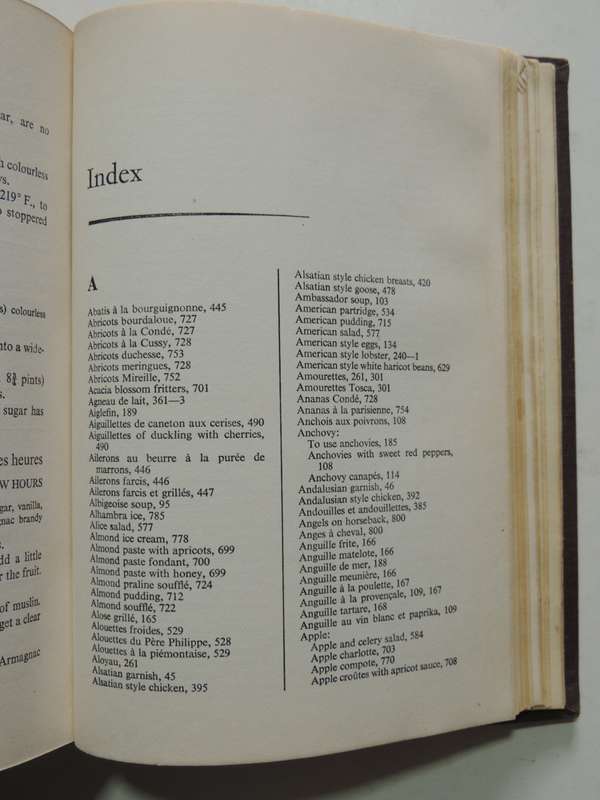 ar, are no
h colourless
ys.
219° F., to
o stoppered
s) colourless
nto a wide-
8¾ pints)
s.
sugar has
es heures
W HOURS
gar, vanilla,
nac brandy
s.
dd a little
r the fruit.
of muslin.
get a clear
Armagnac
Index
A
Abatis à la bourguignonne, 445
Abricots bourdaloue, 727
Abricots à la Condé, 727
Abricots à la Cussy, 728
Abricots duchesse, 753
Abricots meringues, 728
Abricots Mireille, 752
Acacia blossom fritters, 701
Agneau de lait, 361—3
Aiglefin, 189
Aiguillettes de caneton aux cerises, 490
Aiguillettes of duckling with cherries,
490
Ailerons au beurre à la purée de
marrons, 446
Ailerons farcis, 446
Ailerons farcis et grillés, 447
Albigeoise soup, 95
Alhambra ice, 785
Alice salad, 577
Almond ice cream, 778
Almond paste with apricots, 699
Almond paste fondant, 700
Almond paste with honey, 699
Almond praline soufflé, 724
Almond pudding, 712
Almond soufflé, 722
Alose grillé, 165
Alouettes froides, 529
Alouettes du Père Philippe, 528
Alouettes à la piémontaise, 529
Aloyau, 261
Alsatian garnish, 45
Alsatian style chicken, 395
Alsatian style chicken breasts, 420
Alsatian style goose, 478
Ambassador soup, 103
American partridge, 534
American pudding, 715
American salad, 577
American style eggs, 134
American style lobster, 240—1
American style white haricot beans, 629
Amourettes, 261, 301
Amourettes Tosca, 301
Ananas Condé, 728
Ananas à la parisienne, 754
Anchois aux poivrons, 108
Anchovy:
To use anchovies, 185
Anchovies with sweet red peppers,
108
Anchovy canapés, 114
Andalusian garnish, 46
Andalusian style chicken, 392
Andouilles et andouillettes, 385
Angels on horseback, 800
Anges à cheval, 800
Anguille frite, 166
Anguille matelote, 166
Anguille de mer, 188
Anguille meunière, 166
Anguille à la poulette, 167
Anguille à la provençale, 109, 167
Anguille tartare, 168
Anguille au vin blanc et paprika, 109
Apple:
Apple and celery salad, 584
Apple charlotte, 703
Apple compote, 770
Apple croûtes with apricot sauce, 708